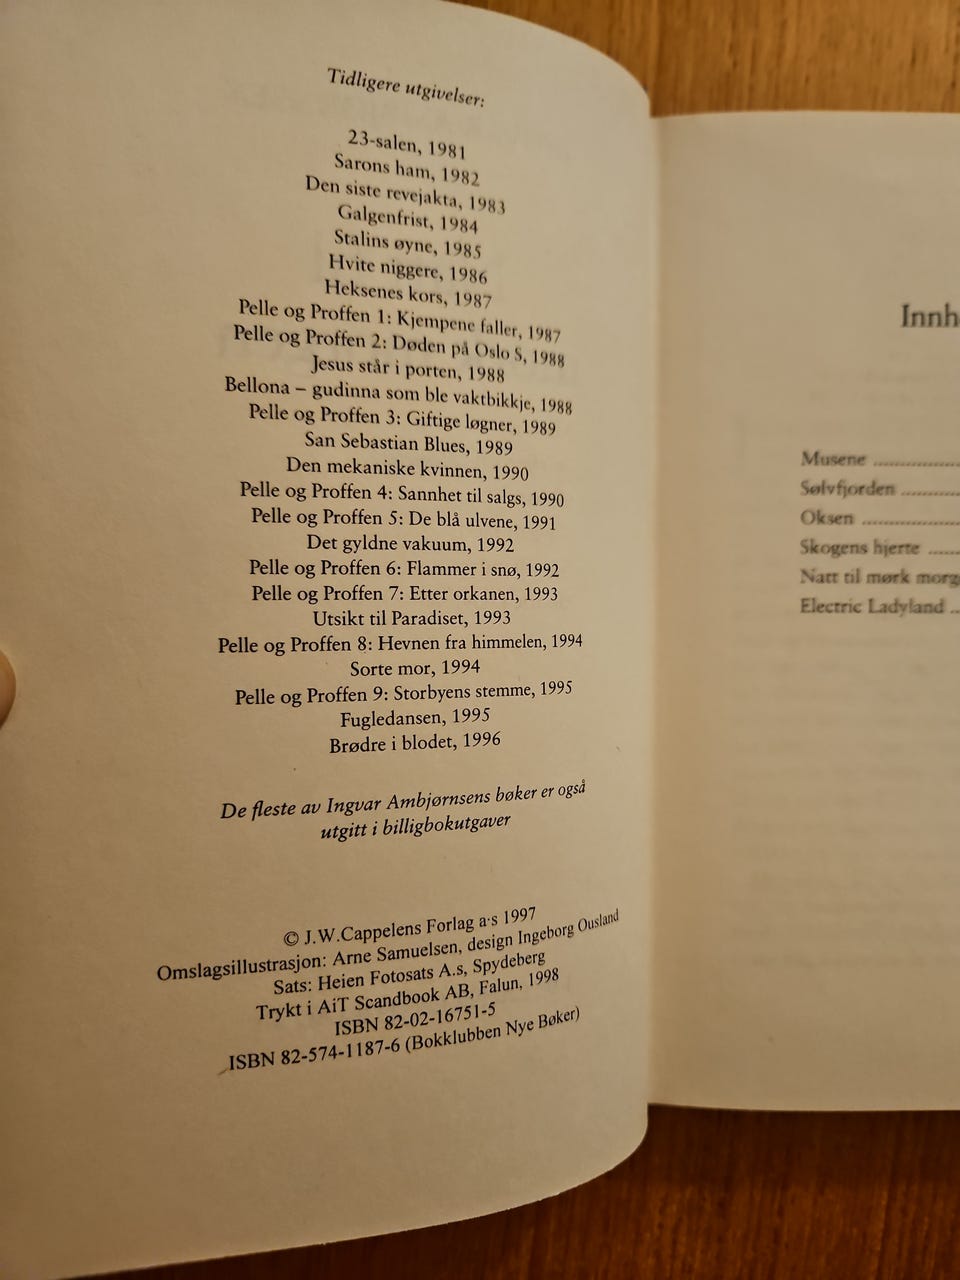 Tidligere utgivelser:
23-salen, 1981
Sarons ham, 1982
Den siste revejakta, 1983
Galgenfrist, 1984
Stalins øyne, 1985
Hvite niggere, 1986
Heksenes kors, 1987
Pelle og Proffen 1: Kjempene faller, 1987
Pelle og Proffen 2: Døden på Oslo S, 1988
Jesus står i porten, 1988
Bellona – gudinna som ble vaktbikkje, 1988
Pelle og Proffen 3: Giftige løgner, 1989
San Sebastian Blues, 1989
Den mekaniske kvinnen, 1990
Pelle og Proffen 4: Sannhet til salgs, 1990
Pelle og Proffen 5: De blå ulvene, 1991
Det gyldne vakuum, 1992
Pelle og Proffen 6: Flammer i snø, 1992
Pelle og Proffen 7: Etter orkanen, 1993
Utsikt til Paradiset, 1993
Pelle og Proffen 8: Hevnen fra himmelen, 1994
Sorte mor, 1994
Pelle og Proffen 9: Storbyens stemme, 1995
Fugledansen, 1995
Brødre i blodet, 1996
De fleste av Ingvar Ambjørnsens bøker er også
utgitt i billigbokutgaver
© J.W.Cappelens Forlag a·s 1997
Omslagsillustrasjon: Arne Samuelsen, design Ingeborg Ousland
Sats: Heien Fotosats A.s, Spydeberg
Trykt i AiT Scandbook AB, Falun, 1998
ISBN 82-02-16751-5
ISBN 82-574-1187-6 (Bokklubben Nye Bøker)
Innh
Musene ..............
Sølvfjorden ..........
Oksen ................
Skogens hjerte ......
Natt til mørk morg
Electric Ladyland ..